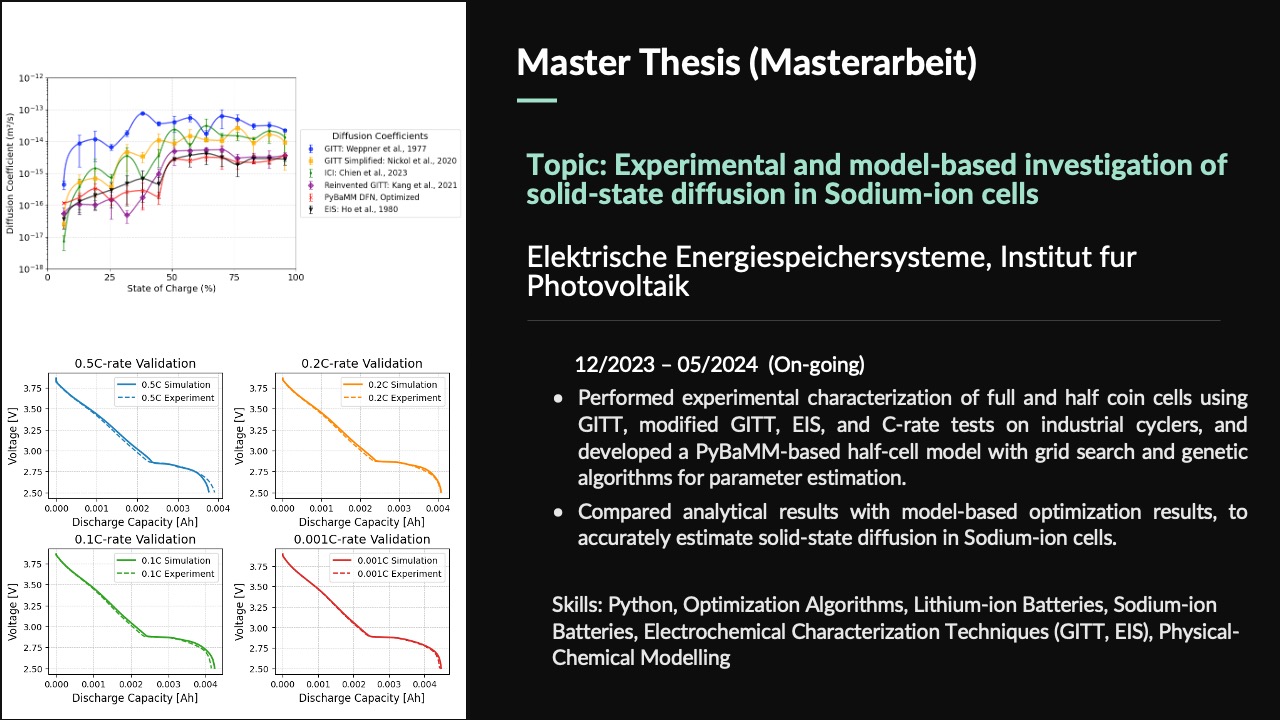 Master Thesis (Masterarbeit)
Topic: Experimental and model-based investigation of
solid-state diffusion in Sodium-ion cells
Elektrische Energiespeichersysteme, Institut fur
Photovoltaik
12/2023 – 05/2024 (On-going)
● Performed experimental characterization of full and half coin cells using
GITT, modified GITT, EIS, and C-rate tests on industrial cyclers, and
developed a PyBaMM-based half-cell model with grid search and genetic
algorithms for parameter estimation.
● Compared analytical results with model-based optimization results, to
accurately estimate solid-state diffusion in Sodium-ion cells.
Skills: Python, Optimization Algorithms, Lithium-ion Batteries, Sodium-ion
Batteries, Electrochemical Characterization Techniques (GITT, EIS), Physical-
Chemical Modelling
Diffusion Coefficient (m²/s)
10⁻¹²
10⁻¹³
10⁻¹⁴
10⁻¹⁵
10⁻¹⁶
10⁻¹⁷
10⁻¹⁸
0 25 50 75 100
State of Charge (%)
Diffusion Coefficients
GITT: Weppner et al., 1977
GITT Simplified: Nickol et al., 2020
ICI: Chien et al., 2023
Reinvented GITT: Kang et al., 2021
PyBaMM DFN, Optimized
EIS: Ho et al., 1980
0.5C-rate Validation
0.5C Simulation
0.5C Experiment
Voltage [V]
3.75
3.50
3.25
3.00
2.75
2.50
0.000 0.001 0.002 0.003 0.004
Discharge Capacity [Ah]
0.2C-rate Validation
0.2C Simulation
0.2C Experiment
Voltage [V]
3.75
3.50
3.25
3.00
2.75
2.50
0.000 0.001 0.002 0.003 0.004
Discharge Capacity [Ah]
0.1C-rate Validation
0.1C Simulation
0.1C Experiment
Voltage [V]
3.75
3.50
3.25
3.00
2.75
2.50
0.000 0.001 0.002 0.003 0.004
Discharge Capacity [Ah]
0.001C-rate Validation
0.001C Simulation
0.001C Experiment
Voltage [V]
3.75
3.50
3.25
3.00
2.75
2.50
0.000 0.001 0.002 0.003 0.004
Discharge Capacity [Ah]